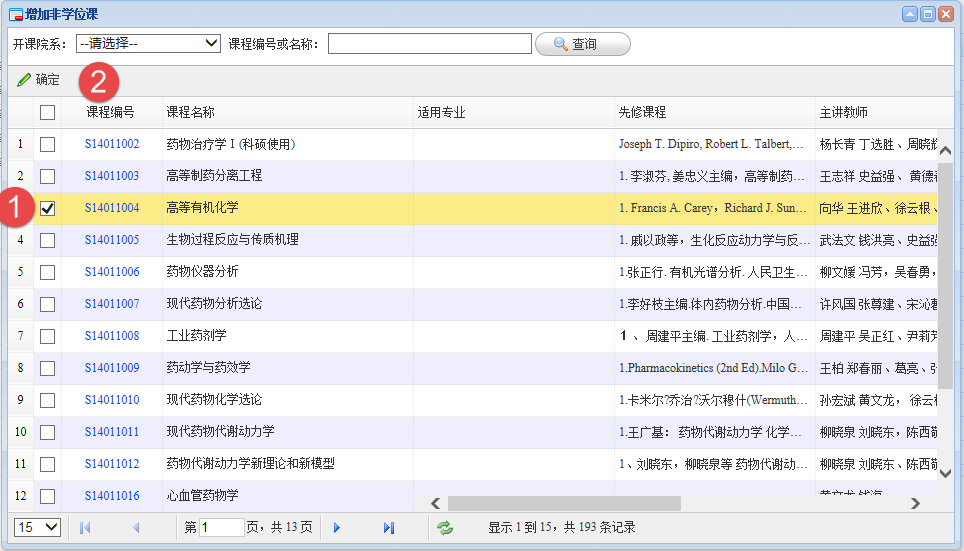 增加非学位课
开课院系： --请选择-- 课程编号或名称： 查询
确定 2
课程编号 课程名称 适用专业 先修课程 主讲教师
1 S14011002 药物治疗学Ⅰ(科硕使用) Joseph T. Dipiro, Robert L. Talbert,... 杨长青 丁选胜、周晓辉
2 S14011003 高等制药分离工程 1. 李淑芬, 姜忠义主编，高等制药... 王志祥 史益强、黄德春
1 S14011004 高等有机化学 1. Francis A. Carey，Richard J. Sun... 向华 王进欣、徐云根、
4 S14011005 生物过程反应与传质机理 1. 戚以政等，生化反应动力学与反... 武法文 钱洪亮、史益强
5 S14011006 药物仪器分析 1.张正行. 有机光谱分析. 人民卫生... 柳文媛 冯芳，吴春勇，
6 S14011007 现代药物分析选论 1.李好枝主编.体内药物分析.中国... 许风国 张尊建、宋沁馨
7 S14011008 工业药剂学 1 、 周建平主编. 工业药剂学，人... 周建平 吴正红、尹莉芳
8 S14011009 药动学与药效学 1.Pharmacokinetics (2nd Ed).Milo G... 王柏 郑春丽、葛亮、
9 S14011010 现代药物化学选论 1.卡米尔?乔治?沃尔穆什(Wermuth... 孙宏斌 黄文龙， 徐云根
10 S14011011 现代药物代谢动力学 1.王广基： 药物代谢动力学 化学... 柳晓泉 刘晓东，陈西敬
11 S14011012 药物代谢动力学新理论和新模型 1、刘晓东，柳晓泉等 药物代谢动... 柳晓泉 刘晓东、陈西敬
12 S14011016 心血管药物学
15 第 1 页，共 13 页 显示 1 到 15，共 193 条记录